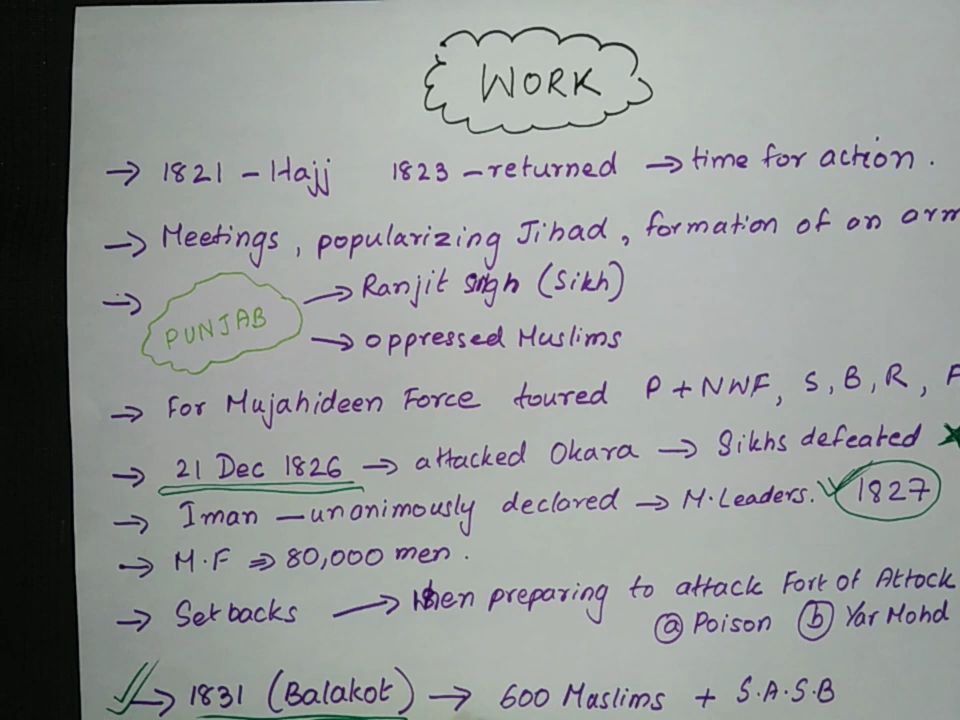 WORK
→ 1821 – Hajj 1823 – returned → time for action.
→ Meetings, popularizing Jihad, formation of an arm
→ PUNJAB → Ranjit Singh (Sikh)
→ oppressed Muslims
→ For Mujahideen Force toured P + NWF, S, B, R,
→ 21 Dec 1826 → attacked Okara → Sikhs defeated ★
→ Imam – unonimously declared → M. Leaders. ✓ 1827
→ M.F ⇒ 80,000 men.
→ Setbacks → When preparing to attack Fort of Attock
ⓐ Poison ⓑ Yar Mohd
→ 1831 (Balakot) → 600 Muslims + S.A.S.B